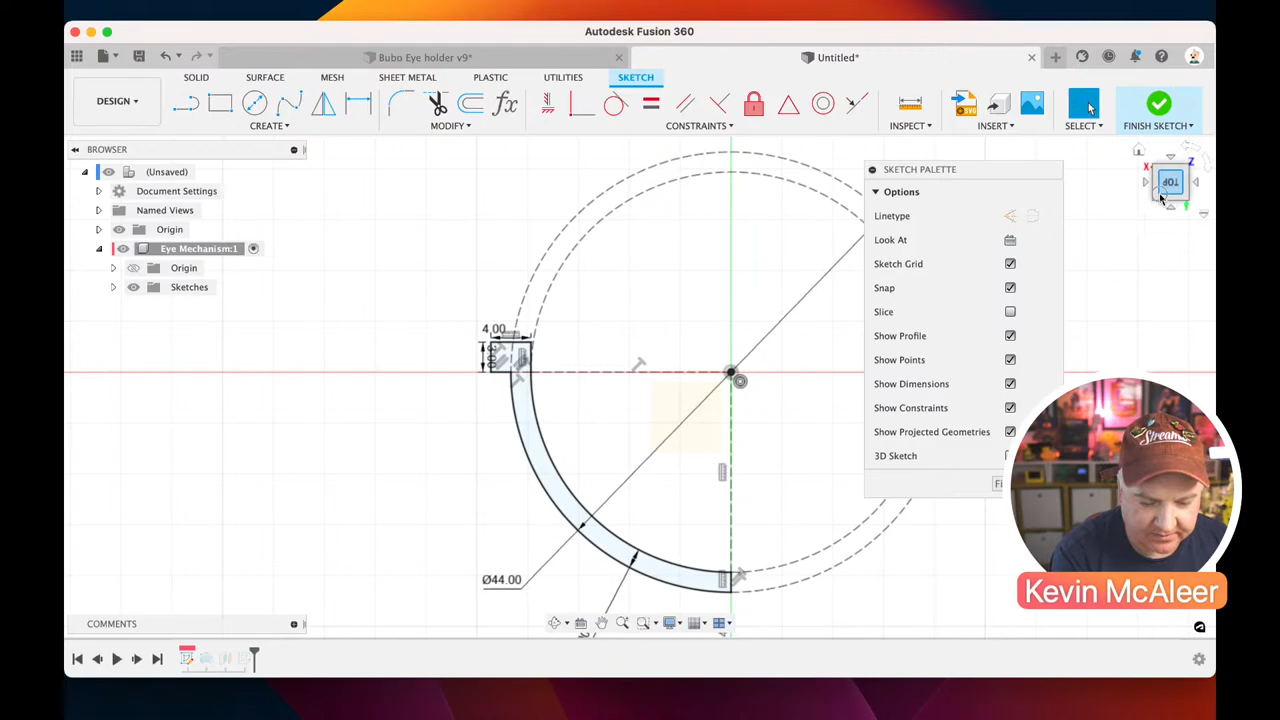 Autodesk Fusion 360
Bubo Eye holder v9*
Untitled*
DESIGN
SOLID
SURFACE
MESH
SHEET METAL
PLASTIC
UTILITIES
SKETCH
CREATE
MODIFY
CONSTRAINTS
INSPECT
INSERT
SELECT
FINISH SKETCH
BROWSER
(Unsaved)
Document Settings
Named Views
Origin
Eye Mechanism:1
Origin
Sketches
SKETCH PALETTE
Options
Linetype
Look At
Sketch Grid
Snap
Slice
Show Profile
Show Points
Show Dimensions
Show Constraints
Show Projected Geometries
3D Sketch
Fi
X
Z
TOP
4.00
Ø44.00
Streamer
Kevin McAleer
COMMENTS